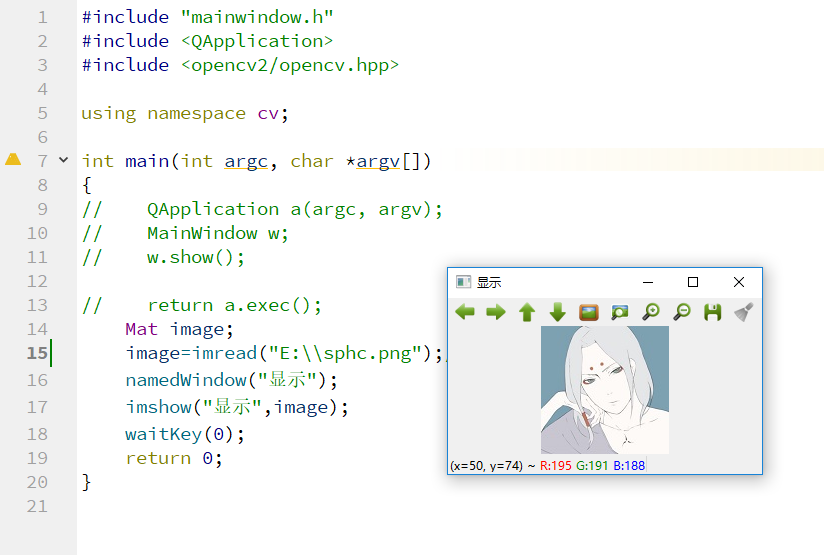 1 #include "mainwindow.h"
2 #include <QApplication>
3 #include <opencv2/opencv.hpp>
4
5 using namespace cv;
6
7 int main(int argc, char *argv[])
8 {
9 //    QApplication a(argc, argv);
10 //    MainWindow w;
11 //    w.show();
12
13 //    return a.exec();
14     Mat image;
15     image=imread("E:\\sphc.png");
16     namedWindow("显示");
17     imshow("显示",image);
18     waitKey(0);
19     return 0;
20 }
21
显示
(x=50, y=74) ~ R:195 G:191 B:188